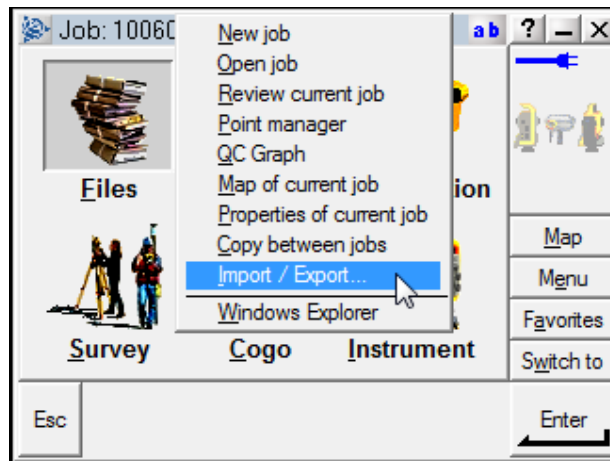 Job: 10060
ab
?
New job
Open job
Review current job
Point manager
QC Graph
Map of current job
Properties of current job
Copy between jobs
Import / Export...
Windows Explorer
Files
ion
Survey
Cogo
Instrument
Map
Menu
Favorites
Switch to
Esc
Enter